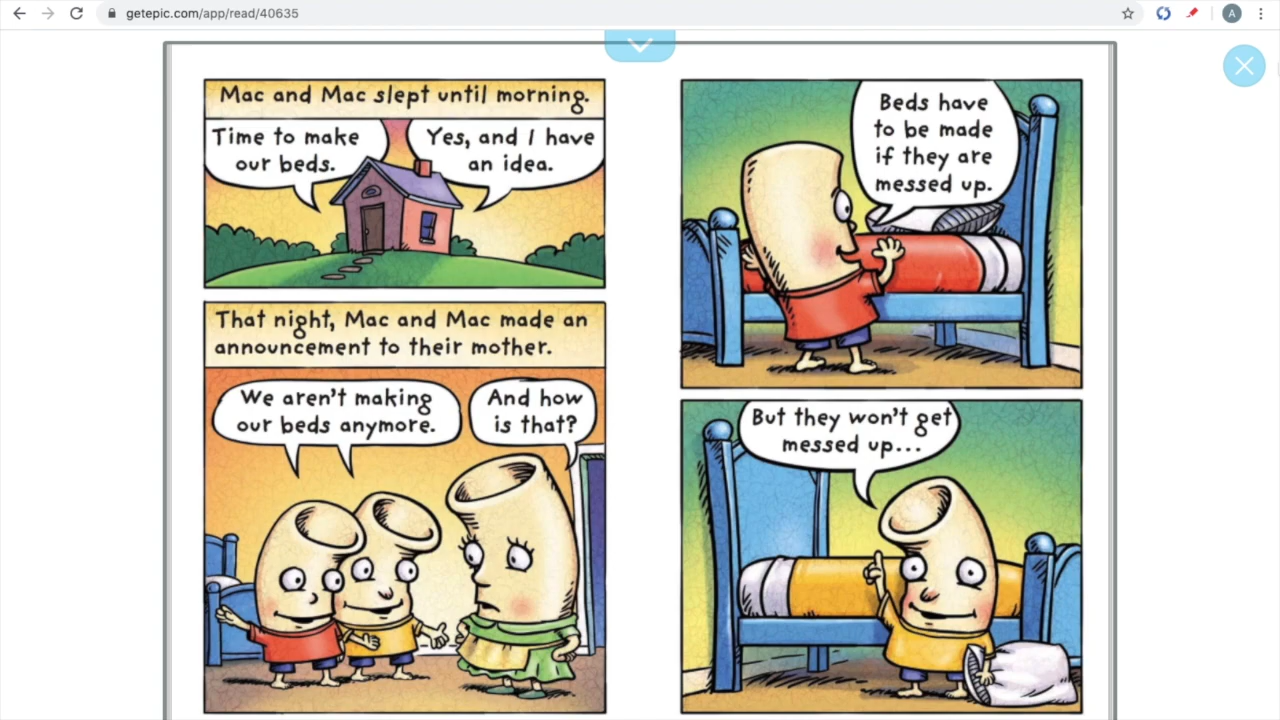 getepic.com/app/read/40635
A
Mac and Mac slept until morning.
Time to make
our beds.
Yes, and I have
an idea.
That night, Mac and Mac made an
announcement to their mother.
We aren't making
our beds anymore.
And how
is that?
Beds have
to be made
if they are
messed up.
But they won't get
messed up...